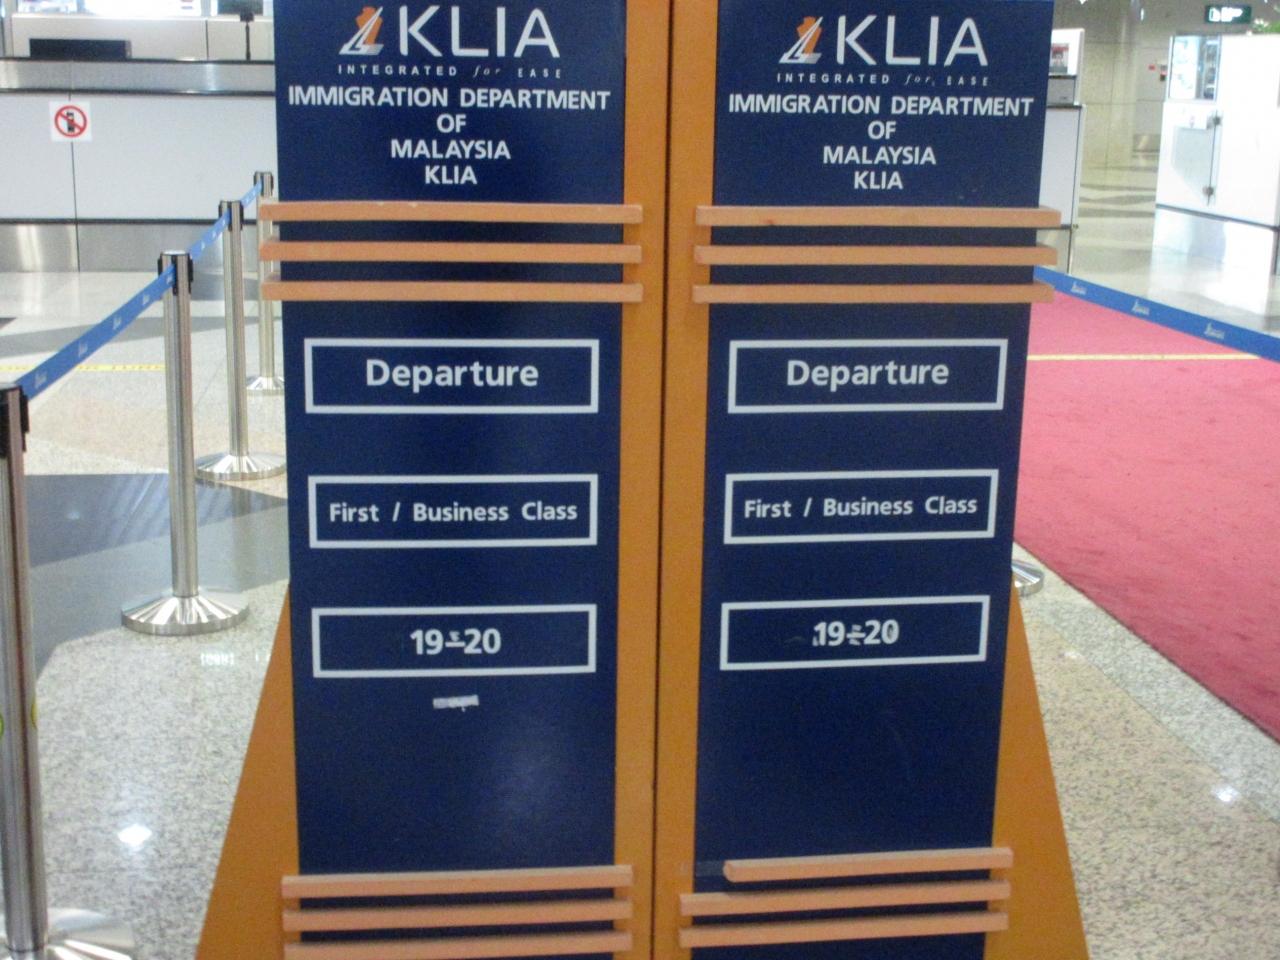 KLIA
INTEGRATED for EASE
IMMIGRATION DEPARTMENT
OF
MALAYSIA
KLIA
Departure
First / Business Class
19-20
KLIA
INTEGRATED for EASE
IMMIGRATION DEPARTMENT
OF
MALAYSIA
KLIA
Departure
First / Business Class
19-20